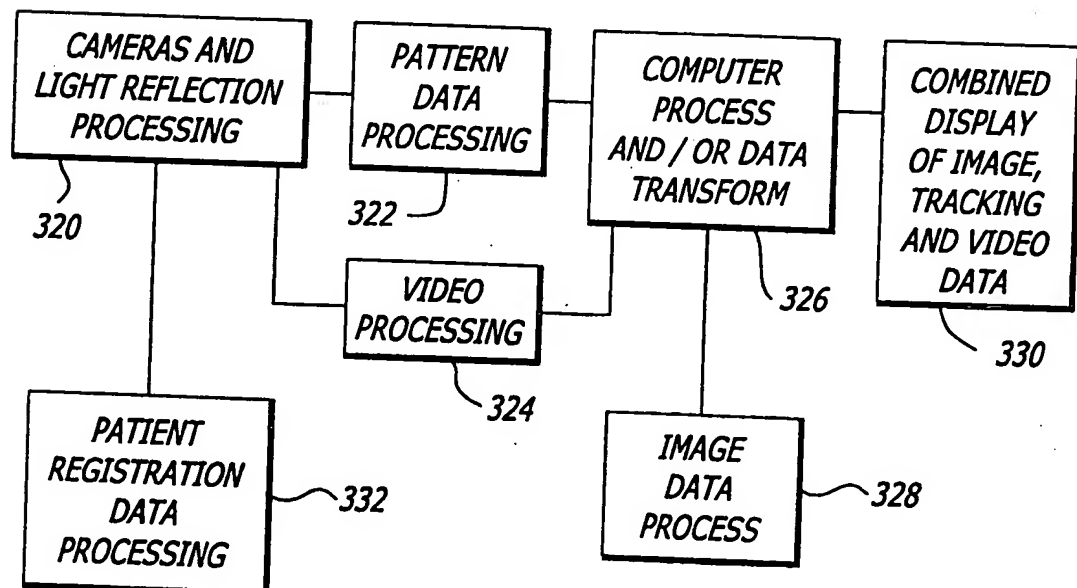 CAMERAS AND
LIGHT REFLECTION
PROCESSING
320
PATTERN
DATA
PROCESSING
322
COMPUTER
PROCESS
AND / OR DATA
TRANSFORM
326
COMBINED
DISPLAY
OF IMAGE,
TRACKING
AND VIDEO
DATA
330
VIDEO
PROCESSING
324
PATIENT
REGISTRATION
DATA
PROCESSING
332
IMAGE
DATA
PROCESS
328